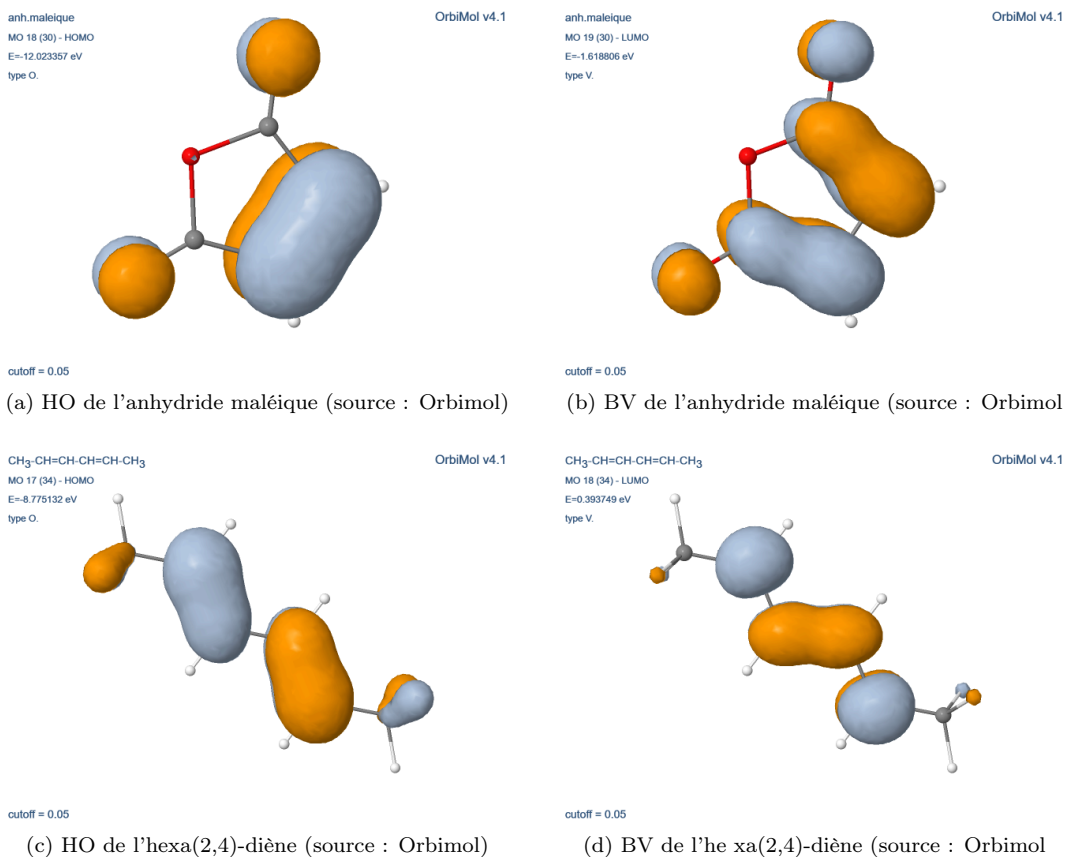 anh.maleique
OrbiMol v4.1
MO 18 (30) - HOMO
E=-12.023357 eV
type O.
cutoff = 0.05
(a) HO de l'anhydride maléique (source : Orbimol)
anh.maleique
OrbiMol v4.1
MO 19 (30) - LUMO
E=-1.618806 eV
type V.
cutoff = 0.05
(b) BV de l'anhydride maléique (source : Orbimol
CH3-CH=CH-CH=CH-CH3
OrbiMol v4.1
MO 17 (34) - HOMO
E=-8.775132 eV
type O.
cutoff = 0.05
(c) HO de l'hexa(2,4)-diène (source : Orbimol)
CH3-CH=CH-CH=CH-CH3
OrbiMol v4.1
MO 18 (34) - LUMO
E=0.393749 eV
type V.
cutoff = 0.05
(d) BV de l'he xa(2,4)-diène (source : Orbimol